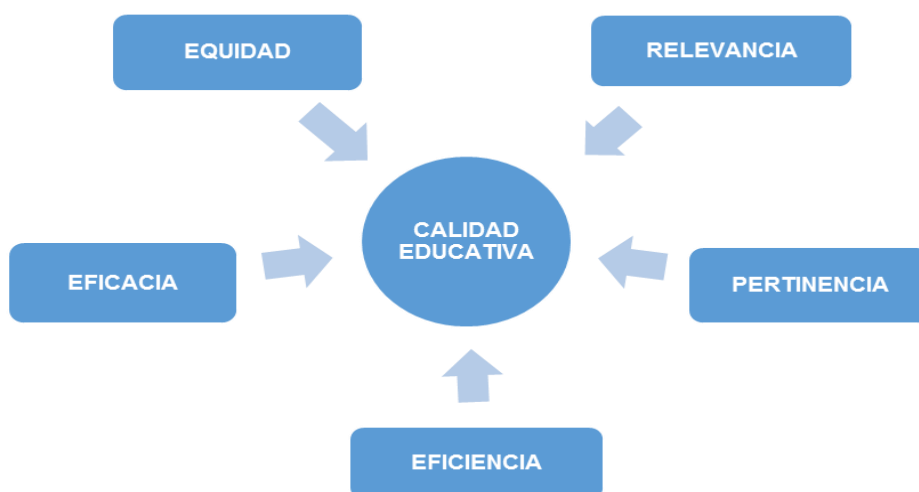 EQUIDAD
RELEVANCIA
CALIDAD
EDUCATIVA
EFICACIA
PERTINENCIA
EFICIENCIA